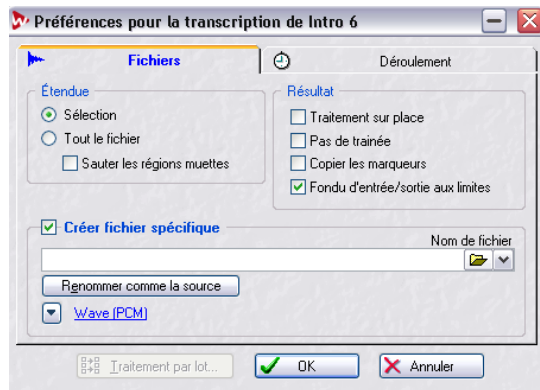 Préférences pour la transcription de Intro 6
Fichiers
Déroulement
Étendue
Sélection
Tout le fichier
Sauter les régions muettes
Résultat
Traitement sur place
Pas de trainée
Copier les marqueurs
Fondu d'entrée/sortie aux limites
Créer fichier spécifique
Nom de fichier
Renommer comme la source
Wave (PCM)
Traitement par lot...
OK
Annuler